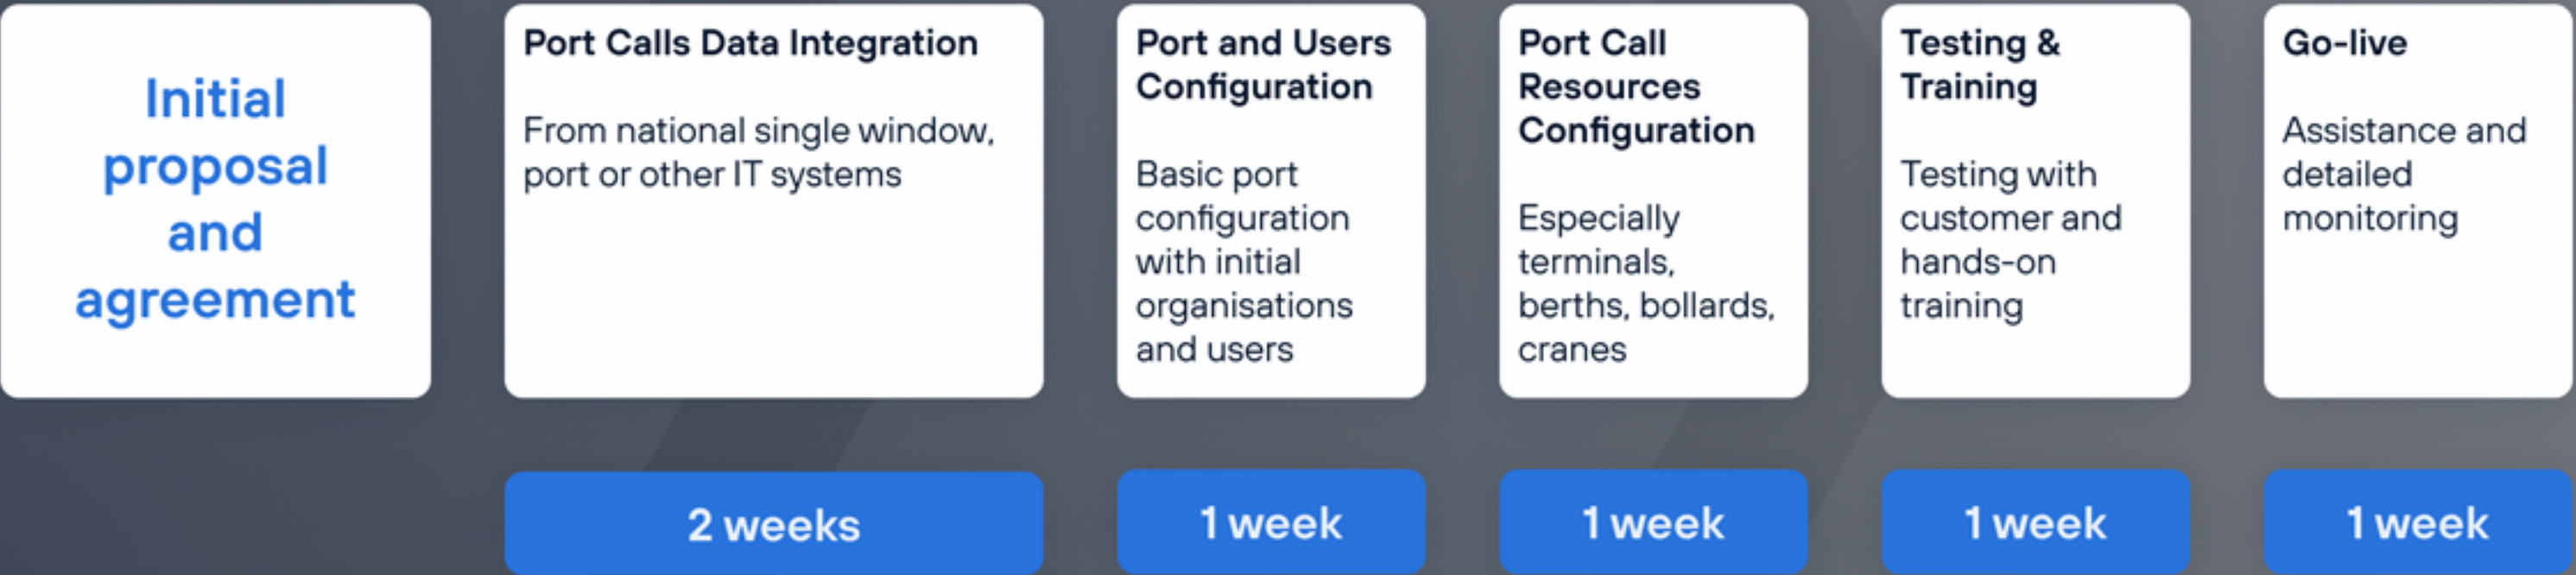 Initial
proposal
and
agreement
Port Calls Data Integration
From national single window,
port or other IT systems
2 weeks
Port and Users
Configuration
Basic port
configuration
with initial
organisations
and users
1 week
Port Call
Resources
Configuration
Especially
terminals,
berths, bollards,
cranes
1 week
Testing &
Training
Testing with
customer and
hands-on
training
1 week
Go-live
Assistance and
detailed
monitoring
1 week